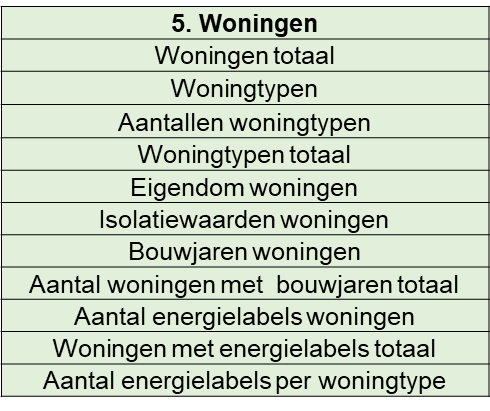 5. Woningen
Woningen totaal
Woningtypen
Aantallen woningtypen
Woningtypen totaal
Eigendom woningen
Isolatiewaarden woningen
Bouwjaren woningen
Aantal woningen met bouwjaren totaal
Aantal energielabels woningen
Woningen met energielabels totaal
Aantal energielabels per woningtype